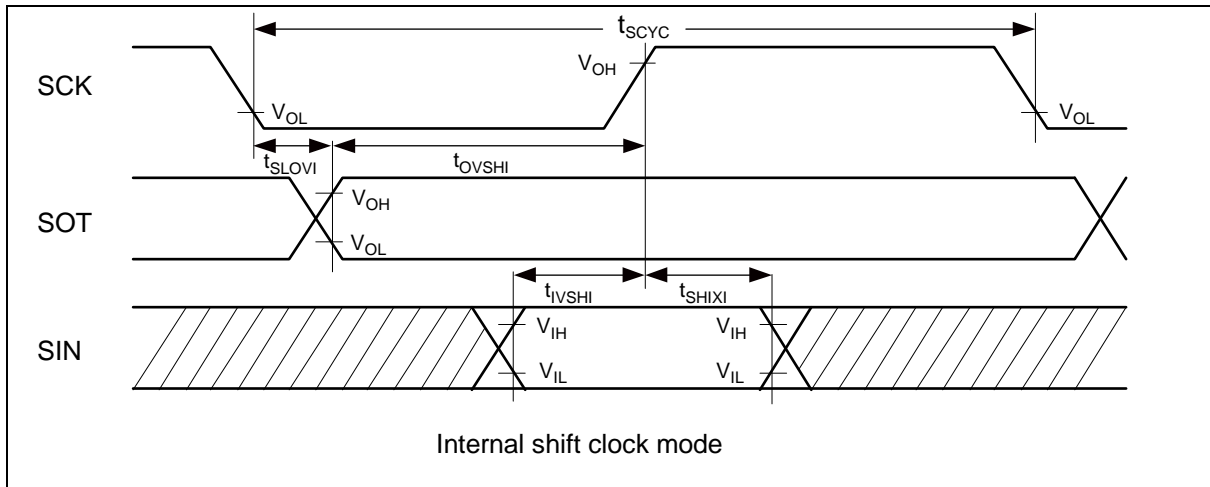 tSCYC
SCK
VOH
VOL
VOL
tSLOVI
tOVSHI
SOT
VOH
VOL
tIVSHI
tSHIXI
SIN
VIH
VIH
VIL
VIL
Internal shift clock mode